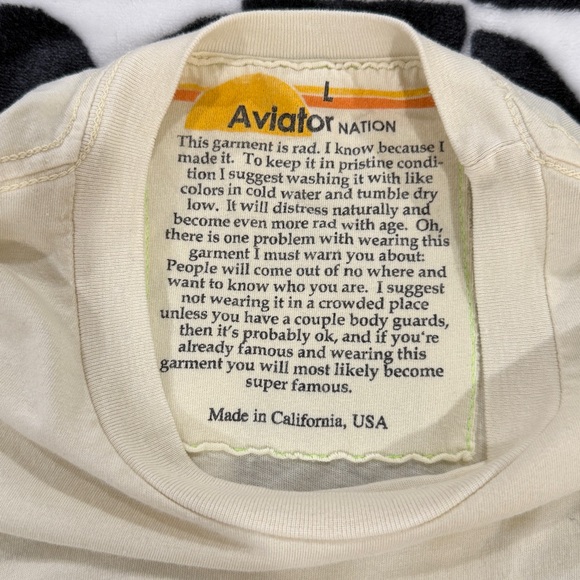 L
Aviator NATION
This garment is rad. I know because I
made it. To keep it in pristine condi-
tion I suggest washing it with like
colors in cold water and tumble dry
low. It will distress naturally and
become even more rad with age. Oh,
there is one problem with wearing this
garment I must warn you about:
People will come out of no where and
want to know who you are. I suggest
not wearing it in a crowded place
unless you have a couple body guards,
then it's probably ok, and if you're
already famous and wearing this
garment you will most likely become
super famous.
Made in California, USA